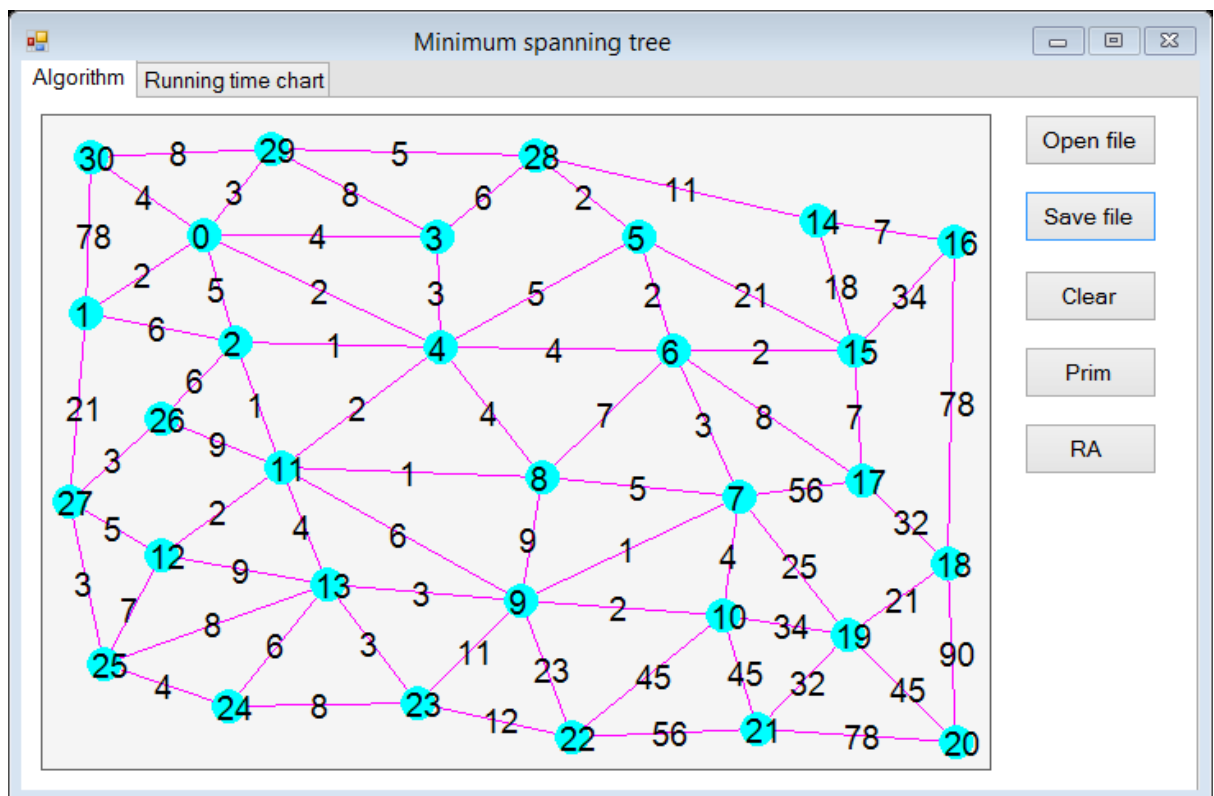 Minimum spanning tree
Algorithm Running time chart
Open file
Save file
Clear
Prim
RA
30 8 29 5 28
4 3 8 6 2 11
14 7 16
78 0 4 3 5
2 5 2 3 5 2 21 18 34
1 6 2 1 4 4 6 2 15
21 6 1 2 4 7 3 8 7 78
26 9
3 11 1 8 5 7 56 17
27 5 2 4 6 9 1 4 25 32
12 9 13 3 9 2 10 34 19 21 18
3 7 8 6 3 11 23 45 45 32 45 90
25 4 24 8 23 12 22 56 21 78 20